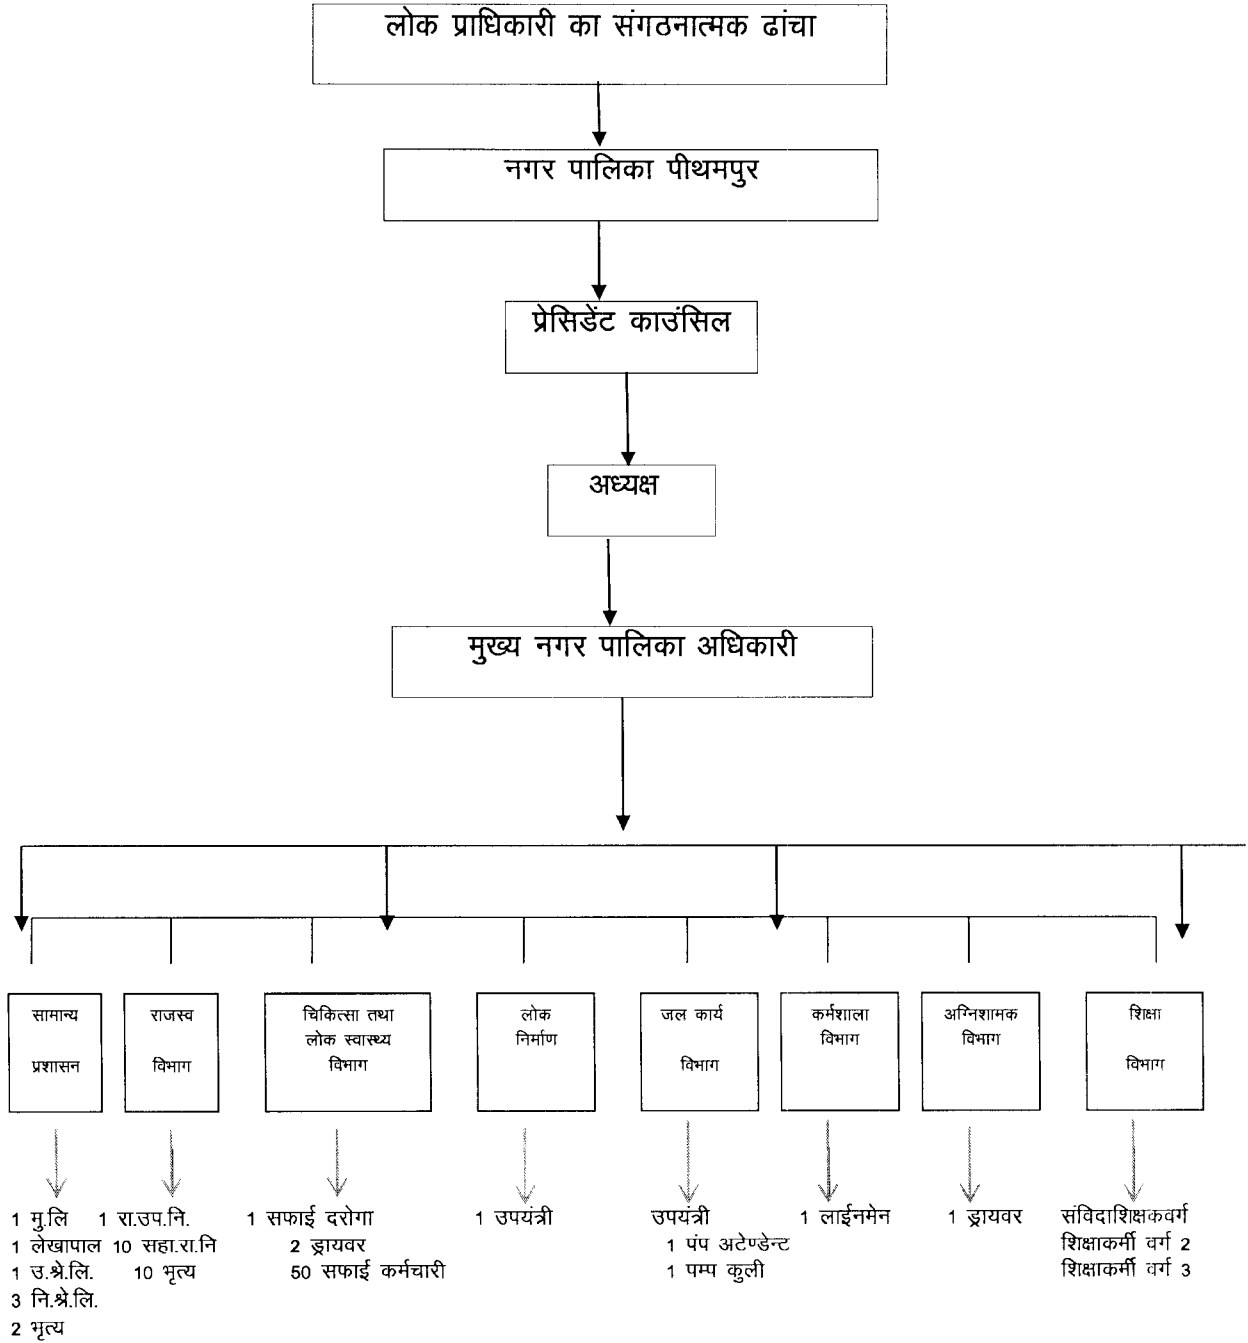 लोक प्राधिकारी का संगठनात्मक ढांचा
नगर पालिका पीथमपुर
प्रेसिडेंट काउंसिल
अध्यक्ष
मुख्य नगर पालिका अधिकारी
सामान्य
प्रशासन
राजस्व
विभाग
चिकित्सा तथा
लोक स्वास्थ्य
विभाग
लोक
निर्माण
जल कार्य
विभाग
कर्मशाला
विभाग
अग्निशामक
विभाग
शिक्षा
विभाग
1 मु.लि
1 लेखापाल
1 उ.श्रे.लि.
3 नि.श्रे.लि.
2 भृत्य
1 रा.उप.नि.
10 सहा.रा.नि
10 भृत्य
1 सफाई दरोगा
2 ड्रायवर
50 सफाई कर्मचारी
1 उपयंत्री
उपयंत्री
1 पंप अटेण्डेन्ट
1 पम्प कुली
1 लाईनमेन
1 ड्रायवर
संविदाशिक्षकवर्ग
शिक्षाकर्मी वर्ग 2
शिक्षाकर्मी वर्ग 3